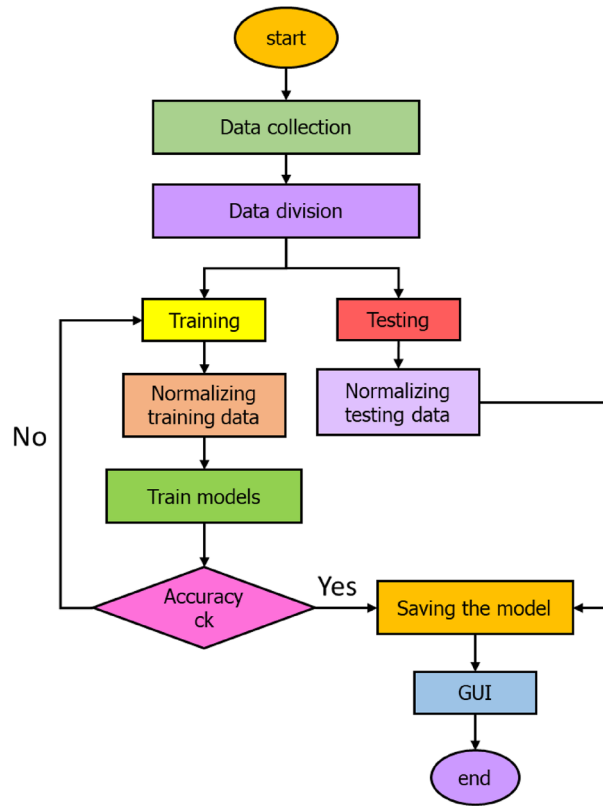 start
Data collection
Data division
Training
Testing
Normalizing
training data
Normalizing
testing data
No
Train models
Accuracy
ck
Yes
Saving the model
GUI
end